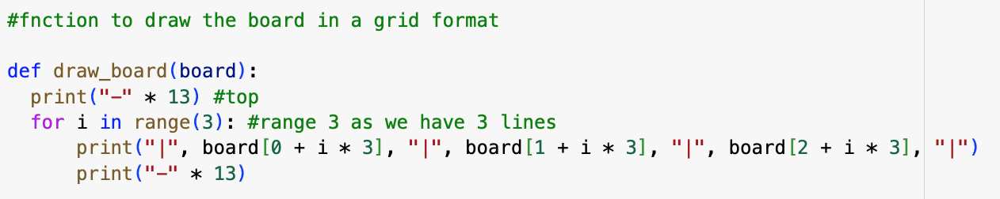 #fnction to draw the board in a grid format
def draw_board(board):
  print("-" * 13) #top
  for i in range(3): #range 3 as we have 3 lines
      print("|", board[0 + i * 3], "|", board[1 + i * 3], "|", board[2 + i * 3], "|")
      print("-" * 13)